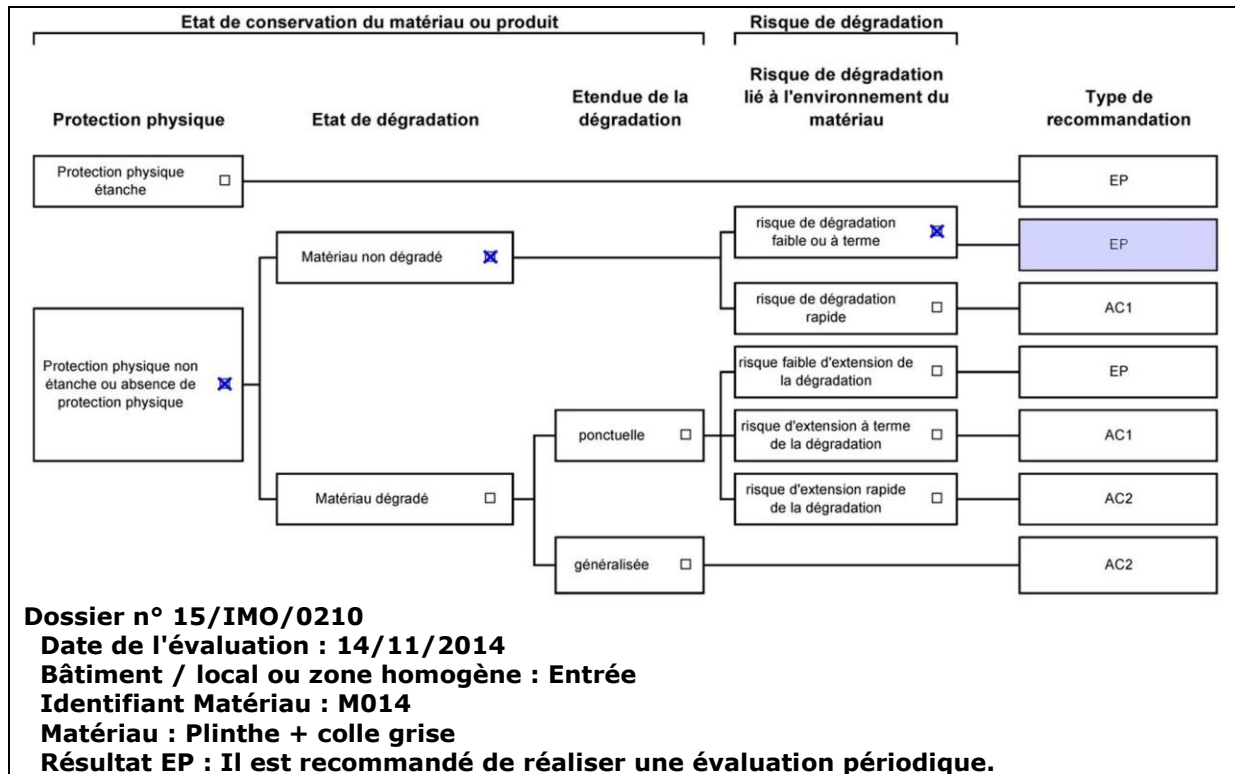 Etat de conservation du matériau ou produit
Risque de dégradation
Protection physique
Etat de dégradation
Etendue de la
dégradation
Risque de dégradation
lié à l'environnement du
matériau
Type de
recommandation
Protection physique
étanche
EP
risque de dégradation
faible ou à terme
EP
Matériau non dégradé
risque de dégradation
rapide
AC1
Protection physique non
étanche ou absence de
protection physique
risque faible d'extension de
la dégradation
EP
ponctuelle
risque d'extension à terme
de la dégradation
AC1
Matériau dégradé
risque d'extension rapide
de la dégradation
AC2
généralisée
AC2
Dossier n° 15/IMO/0210
Date de l'évaluation : 14/11/2014
Bâtiment / local ou zone homogène : Entrée
Identifiant Matériau : M014
Matériau : Plinthe + colle grise
Résultat EP : Il est recommandé de réaliser une évaluation périodique.